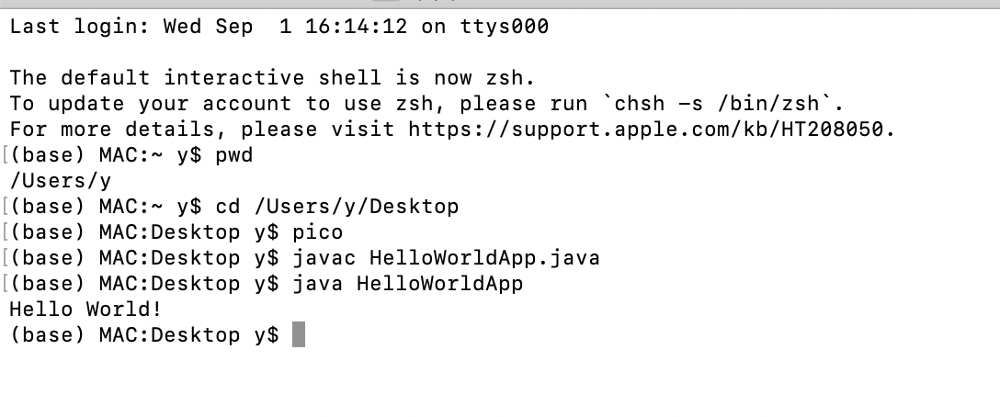 Last login: Wed Sep  1 16:14:12 on ttys000
The default interactive shell is now zsh.
To update your account to use zsh, please run `chsh -s /bin/zsh`.
For more details, please visit https://support.apple.com/kb/HT208050.
[(base) MAC:~ y$ pwd
/Users/y
[(base) MAC:~ y$ cd /Users/y/Desktop
[(base) MAC:Desktop y$ pico
[(base) MAC:Desktop y$ javac HelloWorldApp.java
[(base) MAC:Desktop y$ java HelloWorldApp
Hello World!
(base) MAC:Desktop y$